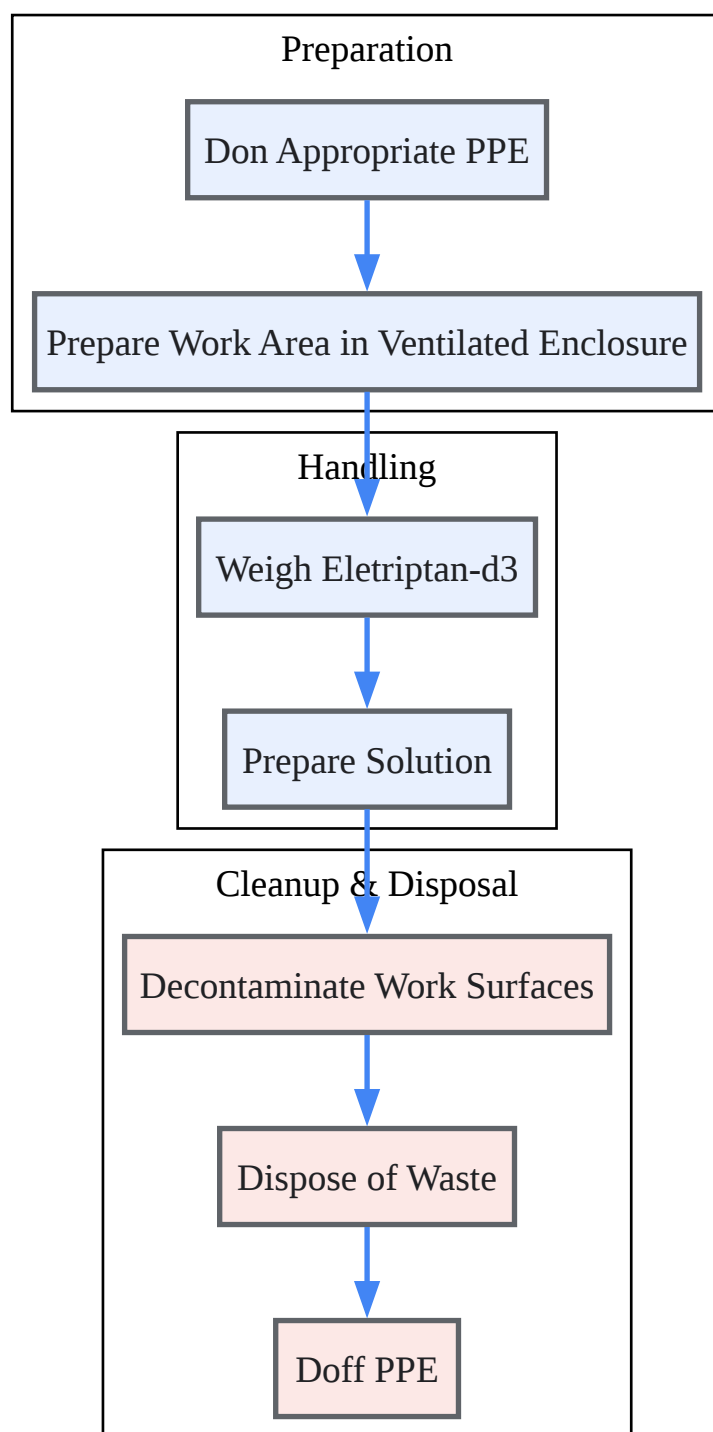 Preparation
Don Appropriate PPE
Prepare Work Area in Ventilated Enclosure
Handling
Weigh Eletriptan-d3
Prepare Solution
Cleanup & Disposal
Decontaminate Work Surfaces
Dispose of Waste
Doff PPE